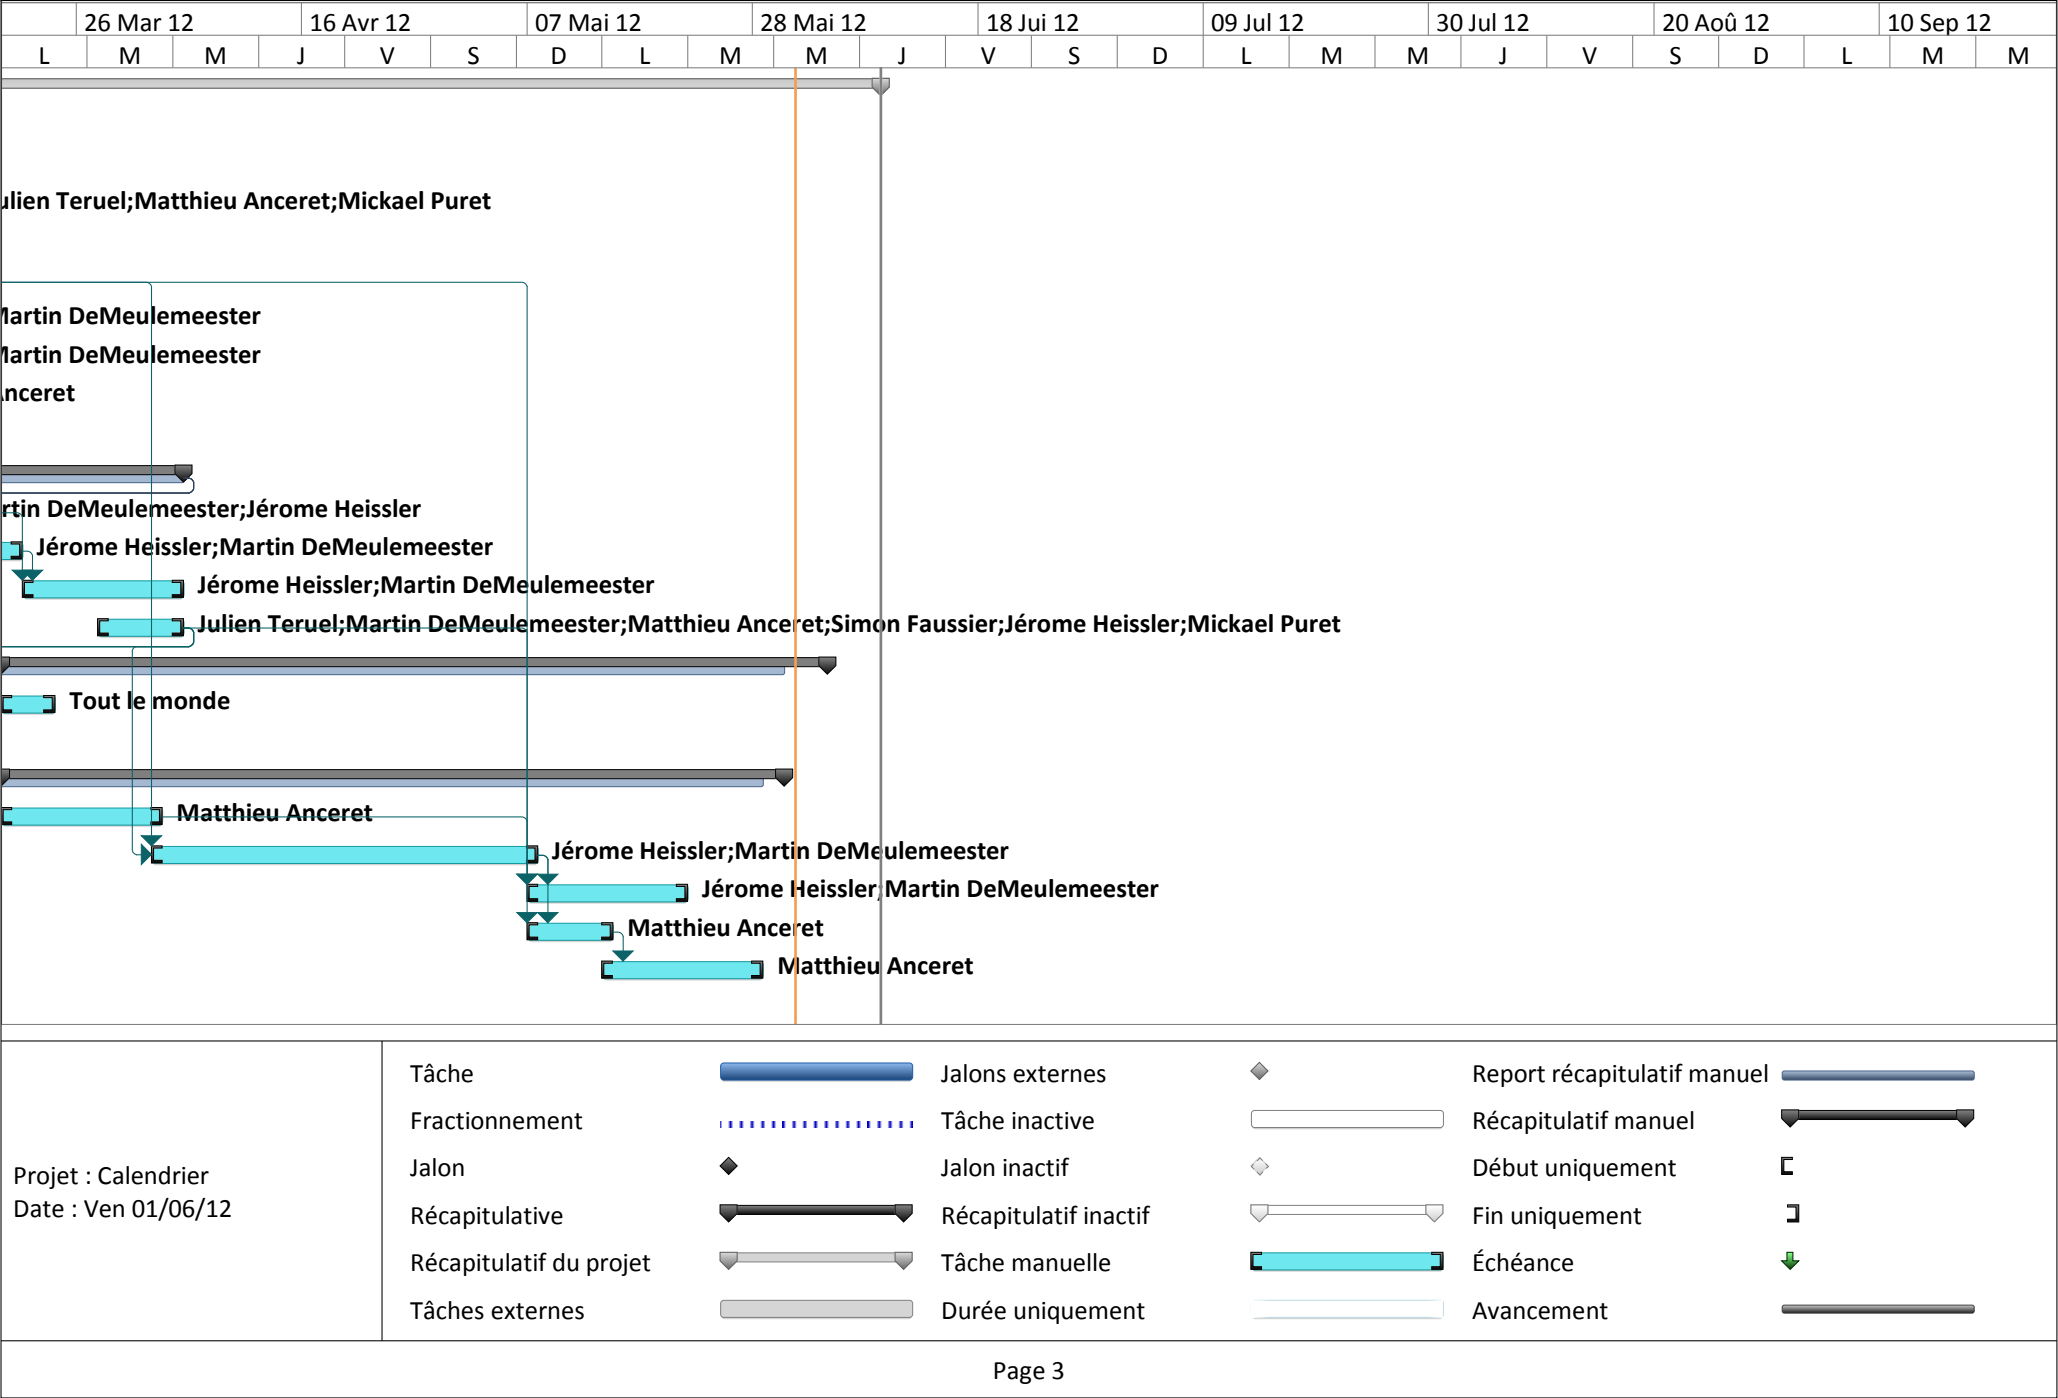 26 Mar 12 16 Avr 12 07 Mai 12 28 Mai 12 18 Jui 12 09 Jul 12 30 Jul 12 20 Aoû 12 10 Sep 12
L M M J V S D L M M J V S D L M M J V S D L M M
ulien Teruel;Matthieu Anceret;Mickael Puret
Martin DeMeulemeester
Martin DeMeulemeester
Anceret
rtin DeMeulemeester;Jérome Heissler
Jérome Heissler;Martin DeMeulemeester
Jérome Heissler;Martin DeMeulemeester
Julien Teruel;Martin DeMeulemeester;Matthieu Anceret;Simon Faussier;Jérome Heissler;Mickael Puret
Tout le monde
Matthieu Anceret
Jérome Heissler;Martin DeMeulemeester
Jérome Heissler;Martin DeMeulemeester
Matthieu Anceret
Matthieu Anceret
Projet : Calendrier
Date : Ven 01/06/12
Tâche
Fractionnement
Jalon
Récapitulative
Récapitulatif du projet
Tâches externes
Jalons externes
Tâche inactive
Jalon inactif
Récapitulatif inactif
Tâche manuelle
Durée uniquement
Report récapitulatif manuel
Récapitulatif manuel
Début uniquement
Fin uniquement
Échéance
Avancement
Page 3